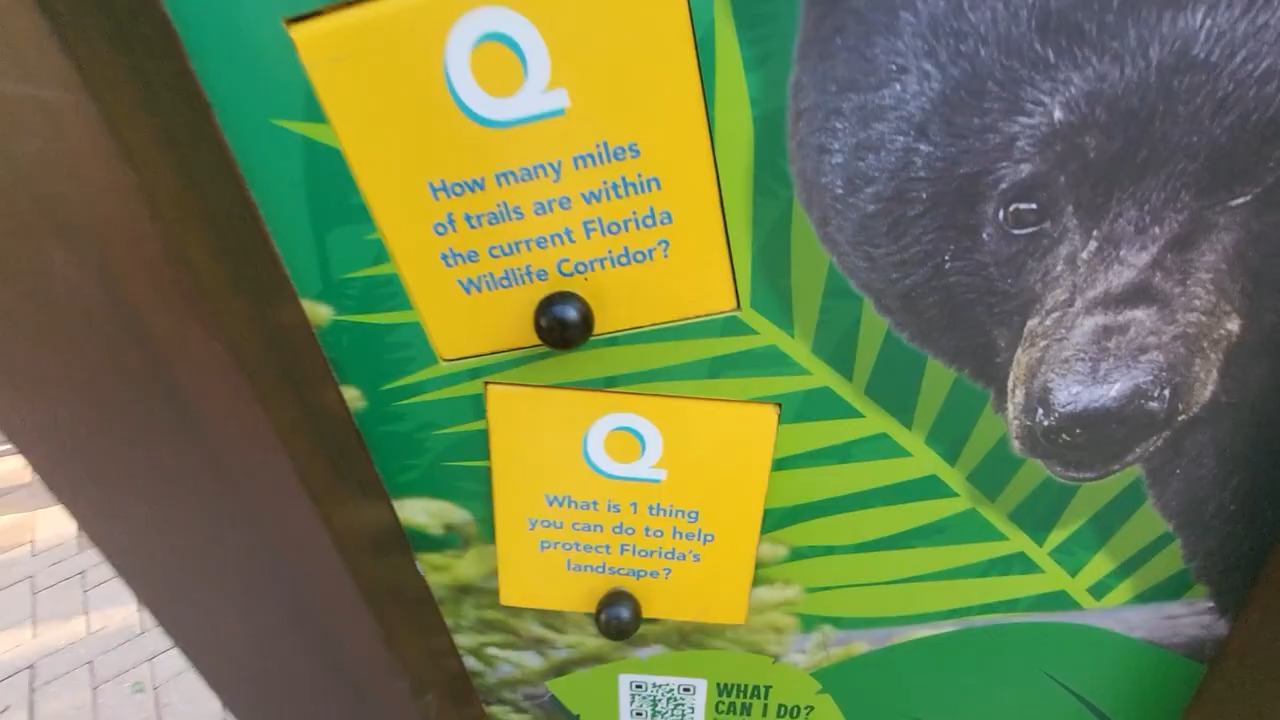 Q
How many miles
of trails are within
the current Florida
Wildlife Corridor?
Q
What is 1 thing
you can do to help
protect Florida's
landscape?
WHAT
CAN I DO?